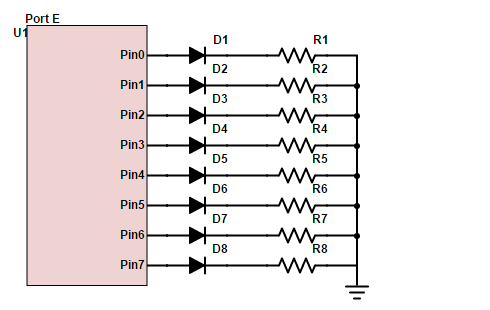 Port E
U1
D1 R1
Pin0
D2 R2
Pin1
D3 R3
Pin2
D4 R4
Pin3
D5 R5
Pin4
D6 R6
Pin5
D7 R7
Pin6
D8 R8
Pin7